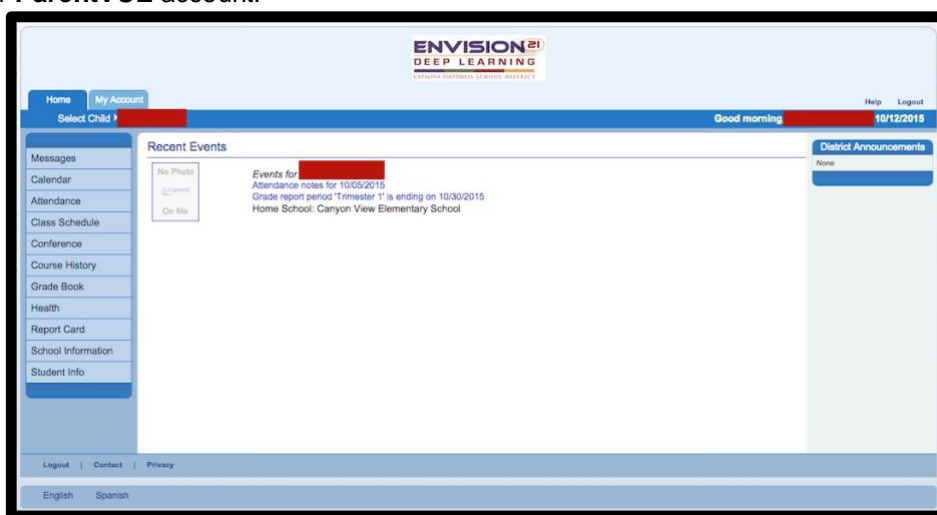 ParentVUE account.
ENVISION21
DEEP LEARNING
CATALINA FOOTHILLS SCHOOL DISTRICT
Home My Account
Help Logout
Select Child
Good morning, 10/12/2015
Messages
Calendar
Attendance
Class Schedule
Conference
Course History
Grade Book
Health
Report Card
School Information
Student Info
Recent Events
No Photo
On file
Events for
Attendance notes for 10/05/2015
Grade report period 'Trimester 1' is ending on 10/30/2015
Home School: Canyon View Elementary School
District Announcements
None
Logout | Contact | Privacy
English Spanish